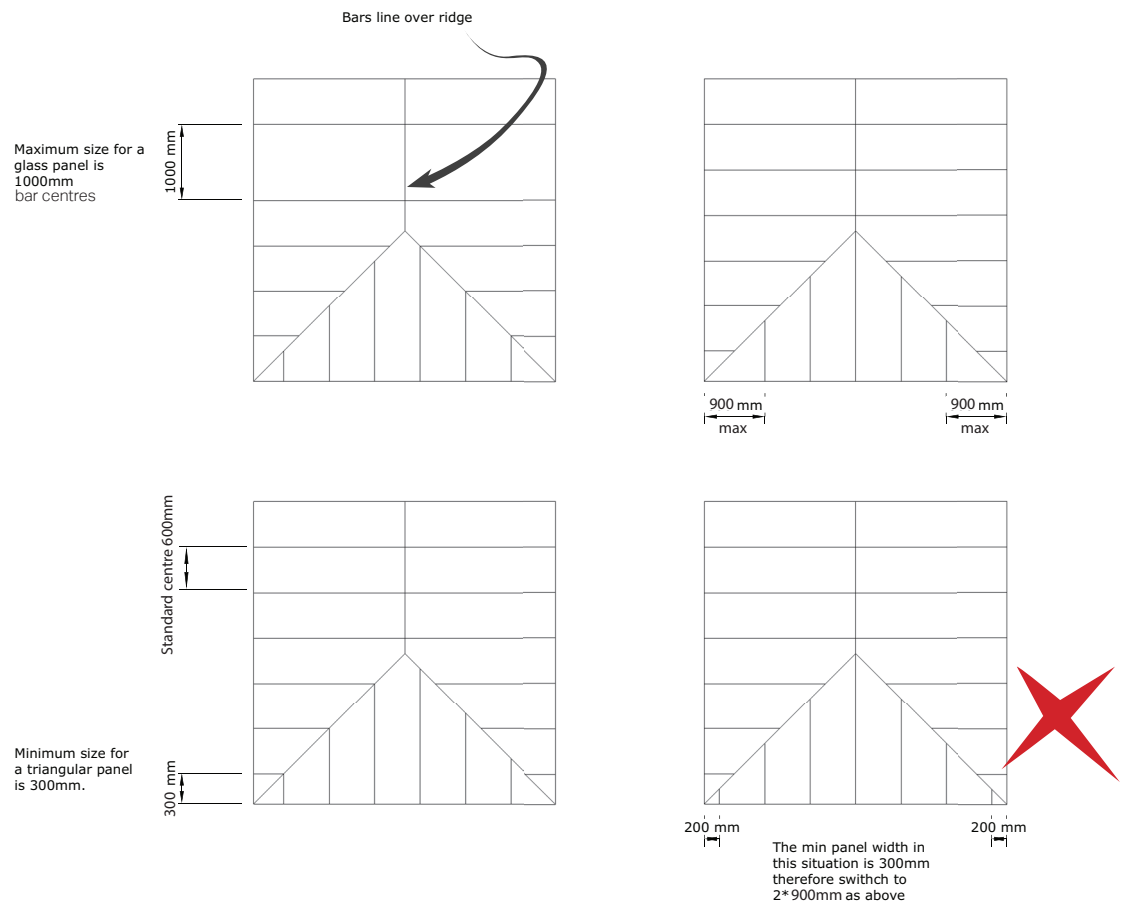 Bars line over ridge
Maximum size for a
glass panel is
1000mm
bar centres
1000 mm
900 mm
max
900 mm
max
Standard centre 600mm
Minimum size for
a triangular panel
is 300mm.
300 mm
200 mm
200 mm
The min panel width in
this situation is 300mm
therefore swithch to
2*900mm as above